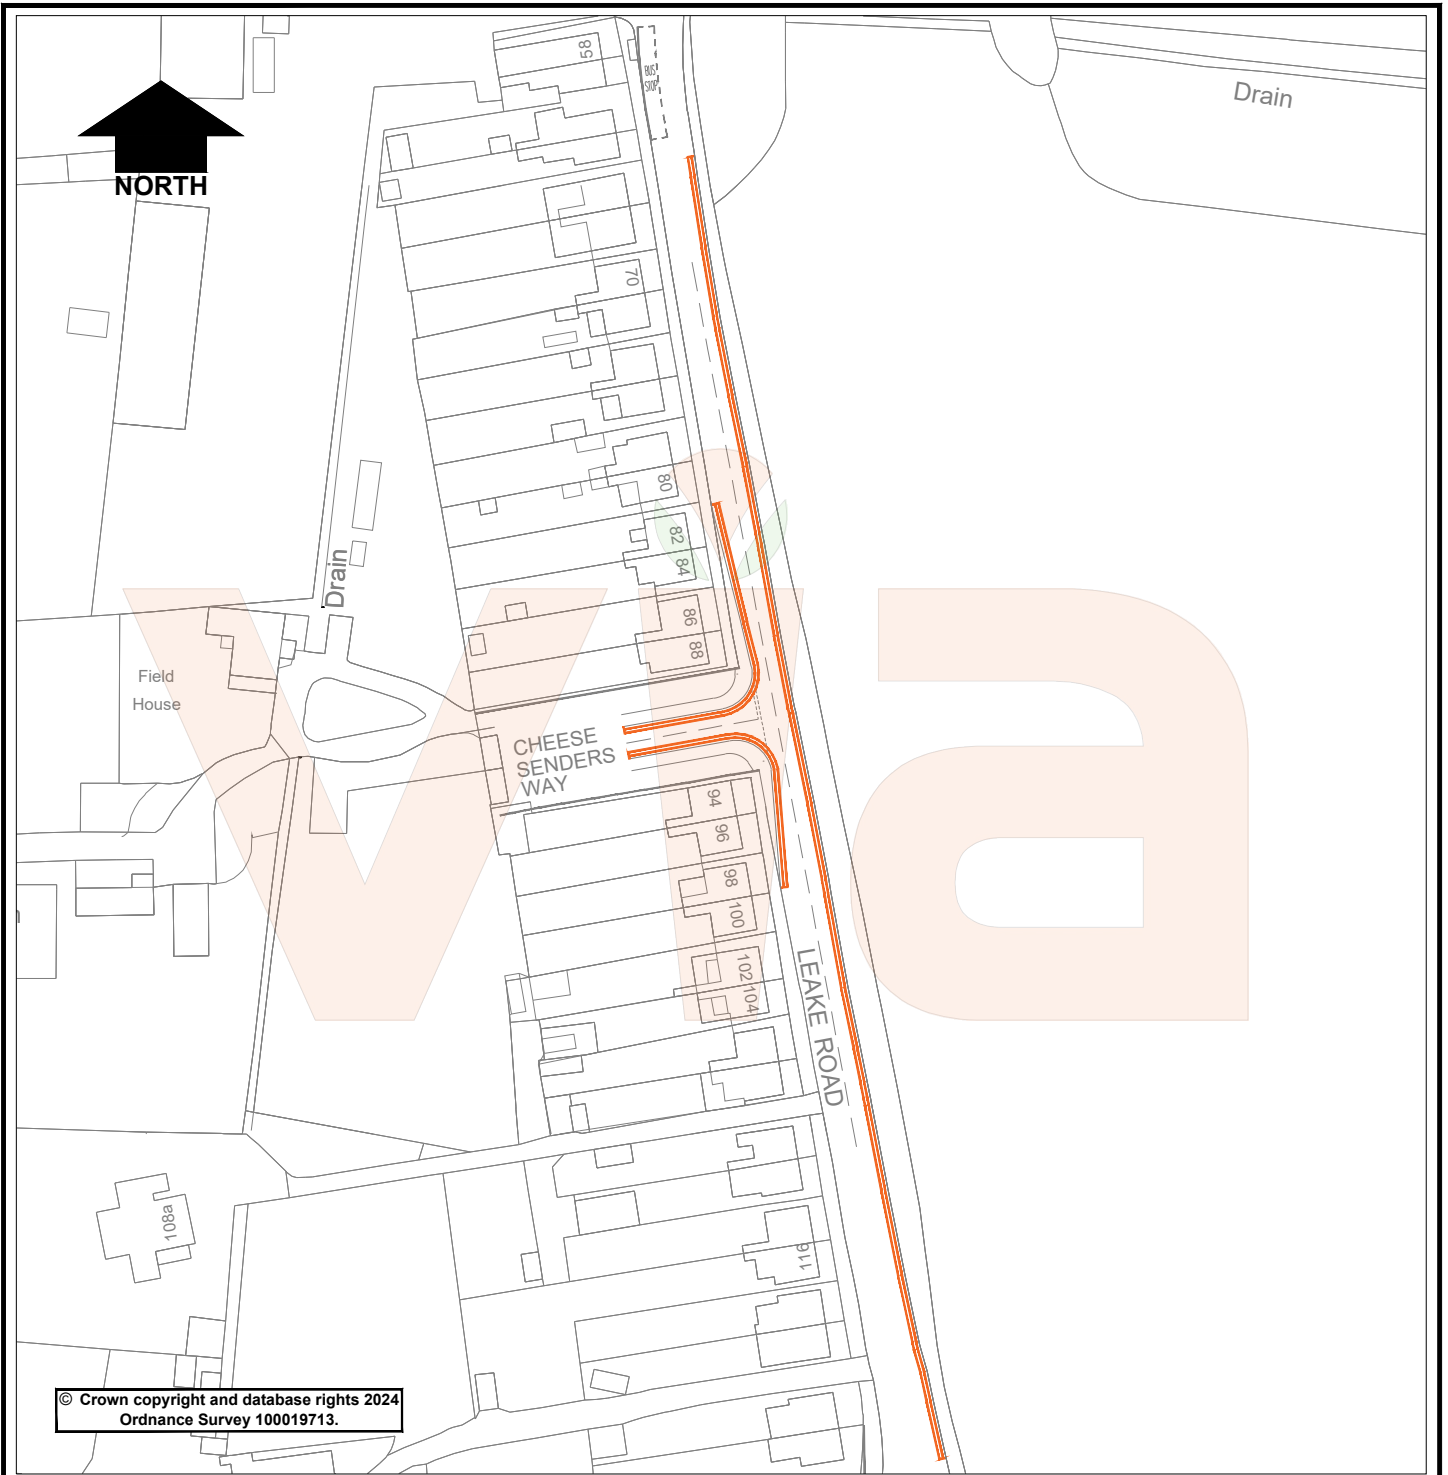 58
BUS
STOP
Drain
NORTH
70
80
82
84
Drain
86
88
Field
House
CHEESE
SENDERS
WAY
94
96
98
100
102
104
LEAKE ROAD
108a
116
via
© Crown copyright and database rights 2024
Ordnance Survey 100019713.